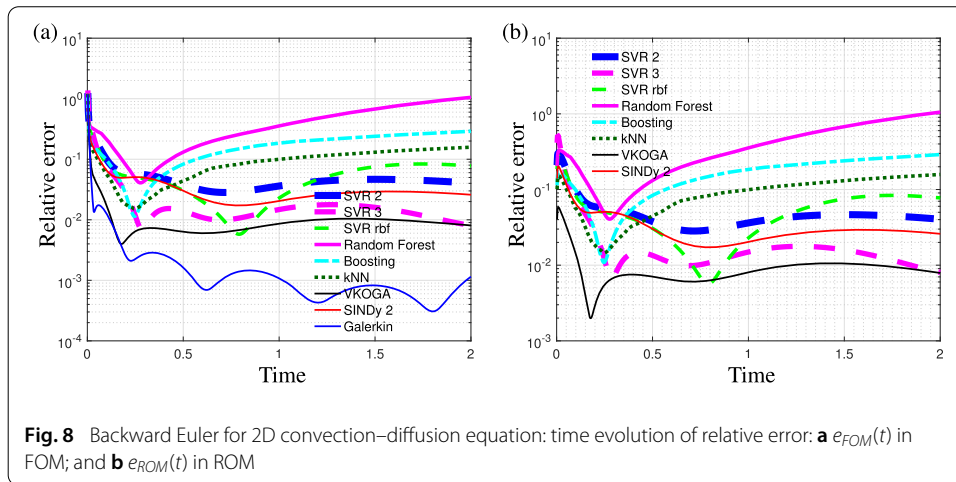 (a)
10^1
10^0
10^-1
10^-2
10^-3
10^-4
Relative error
SVR 2
SVR 3
SVR rbf
Random Forest
Boosting
kNN
VKOGA
SINDy 2
Galerkin
0
0.5
1
1.5
2
Time
(b)
10^1
10^0
10^-1
10^-2
10^-3
Relative error
SVR 2
SVR 3
SVR rbf
Random Forest
Boosting
kNN
VKOGA
SINDy 2
0
0.5
1
1.5
2
Time
Fig. 8 Backward Euler for 2D convection–diffusion equation: time evolution of relative error: a e_FOM(t) in
FOM; and b e_ROM(t) in ROM